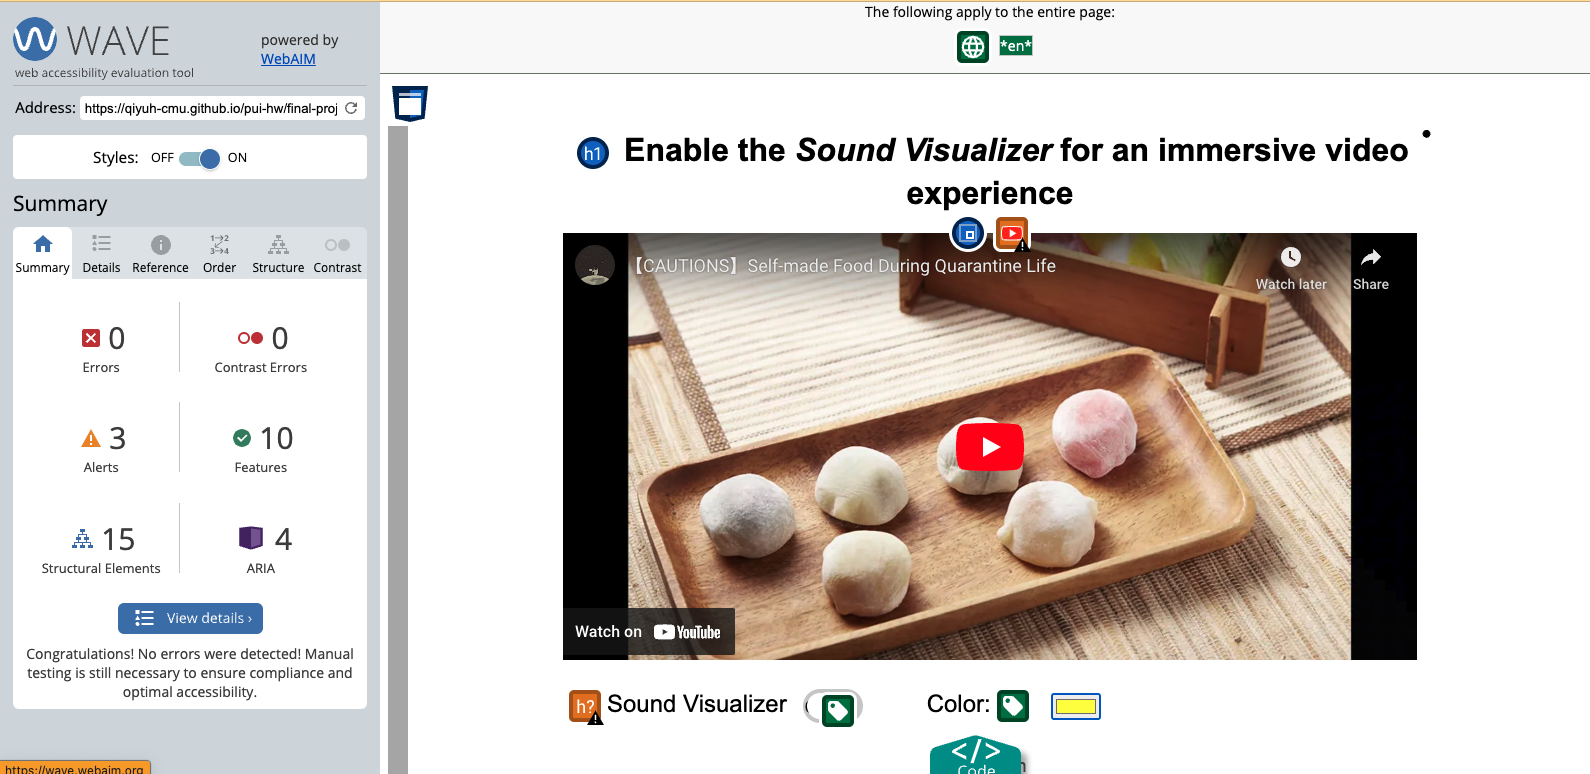 The following apply to the entire page:
*en*
WAVE
web accessibility evaluation tool
powered by
WebAIM
Address: https://qiyuh-cmu.github.io/pui-hw/final-proj
Styles: OFF ON
Summary
1→2
3→4
Summary Details Reference Order Structure Contrast
0
Errors
0
Contrast Errors
3
Alerts
10
Features
15
Structural Elements
4
ARIA
View details ›
Congratulations! No errors were detected! Manual
testing is still necessary to ensure compliance and
optimal accessibility.
https://wave.webaim.org
h1 Enable the Sound Visualizer for an immersive video
experience
【CAUTIONS】Self-made Food During Quarantine Life
Watch later
Share
Watch on YouTube
h? Sound Visualizer
Color:
</>
Code